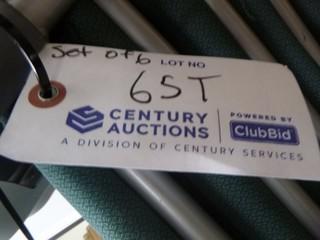 Set of 6 LOT NO
65T
CENTURY AUCTIONS
POWERED BY ClubBid
A DIVISION OF CENTURY SERVICES